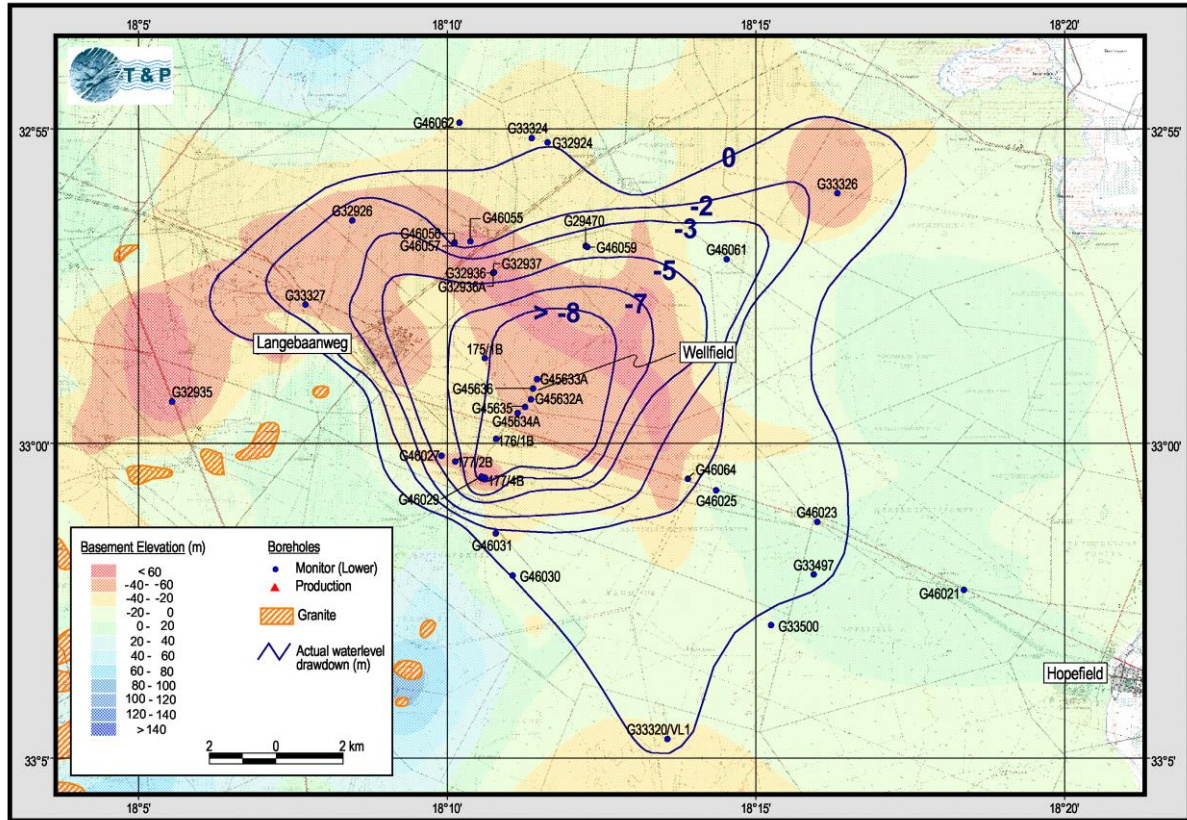 18°5'
18°10'
18°15'
18°20'
T & P
32°55'
32°55'
33°00'
33°00'
33°5'
33°5'
G46062
G33324
G32924
0
G33326
-2
G32926
G46055
-3
G46056
G46057
G29470
G46059
G46061
G32937
G32936
G32936A
-5
G33327
-7
> -8
Langebaanweg
175/1B
Wellfield
G45633A
G45636
G45632A
G32935
G45635
G45634A
176/1B
G46027
177/2B
G46064
G46029
177/4B
G46025
G46023
G46031
G46030
G33497
G46021
G33500
Hopefield
G33320/VL1
Basement Elevation (m)
< 60
-40 - -60
-40 - -20
-20 - 0
0 - 20
20 - 40
40 - 60
60 - 80
80 - 100
100 - 120
120 - 140
> 140
Boreholes
Monitor (Lower)
Production
Granite
Actual waterlevel
drawdown (m)
2 0 2 km
18°5'
18°10'
18°15'
18°20'